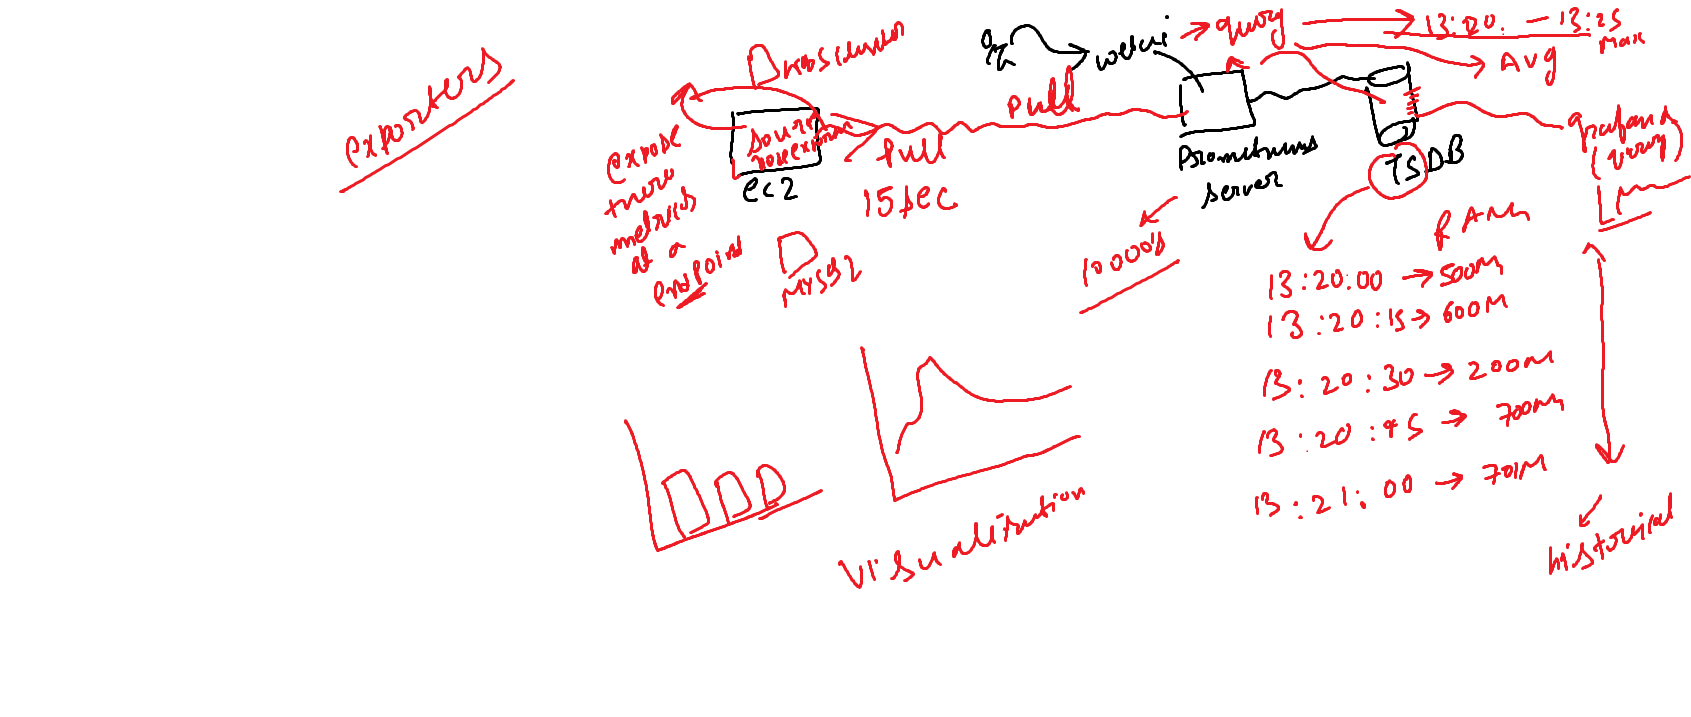 exporters
K8s cluster
expose
there
metrics
at a
endpoint
source
node exporter
ec2
MYSQL
Pull
15 sec
Pull
webui → query → 13:20. - 13:25
Max
Avg
Prometheus
server
10000's
TSDB
grafana
(query)
RAM
13:20:00 → 500M
13:20:15 → 600M
13:20:30 → 200M
13:20:45 → 700M
13:21:00 → 701M
historical
visualization